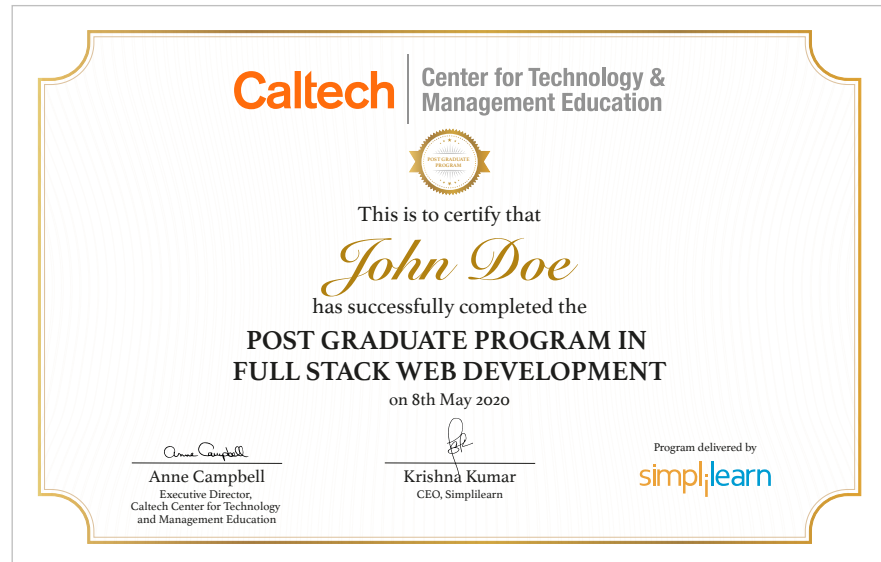 Caltech
Center for Technology &
Management Education
POST GRADUATE
PROGRAM
This is to certify that
John Doe
has successfully completed the
POST GRADUATE PROGRAM IN
FULL STACK WEB DEVELOPMENT
on 8th May 2020
Anne Campbell
Anne Campbell
Executive Director,
Caltech Center for Technology
and Management Education
Krishna Kumar
CEO, Simplilearn
Program delivered by
simplilearn